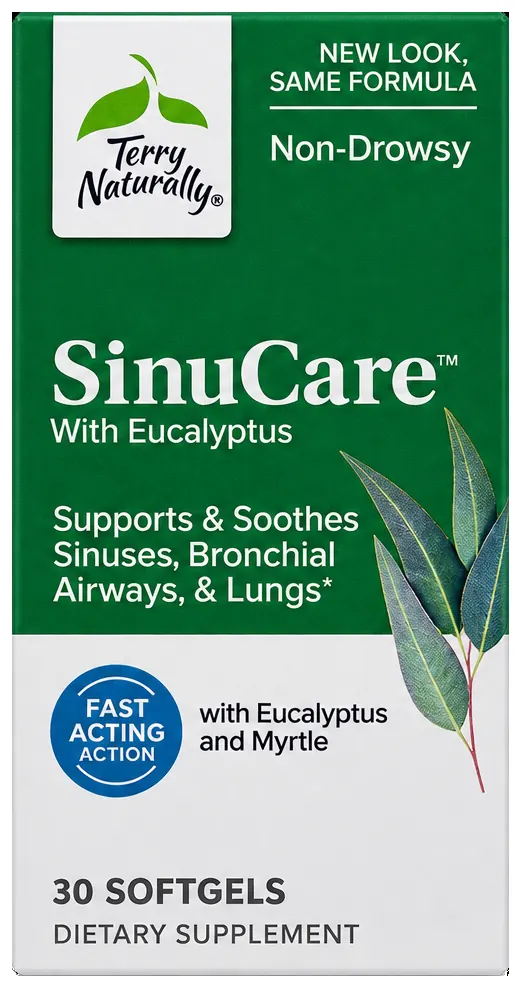 Terry
Naturally®
NEW LOOK,
SAME FORMULA
Non-Drowsy
SinuCare™
With Eucalyptus
Supports & Soothes
Sinuses, Bronchial
Airways, & Lungs*
FAST
ACTING
ACTION
with Eucalyptus
and Myrtle
30 SOFTGELS
DIETARY SUPPLEMENT